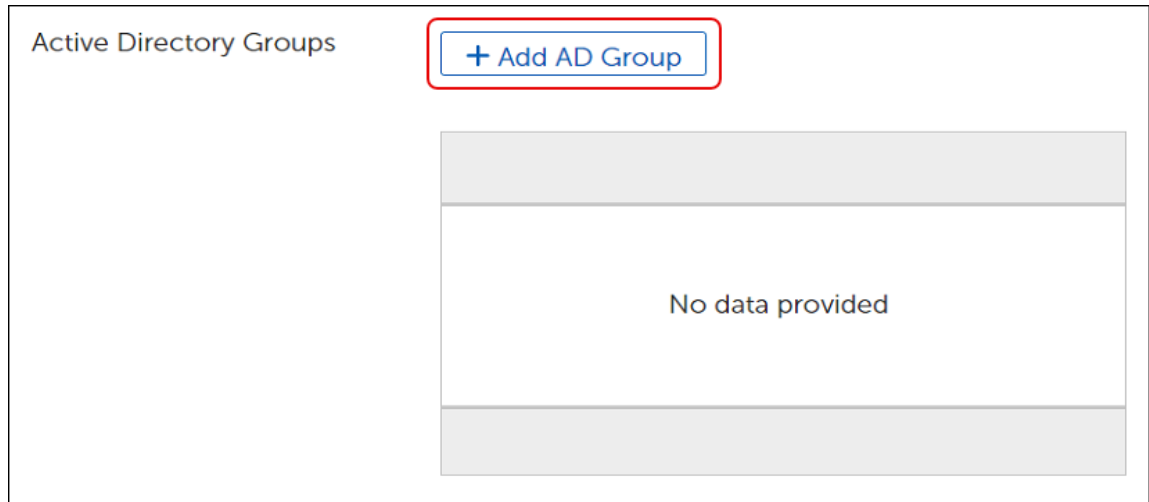 Active Directory Groups
+ Add AD Group
No data provided